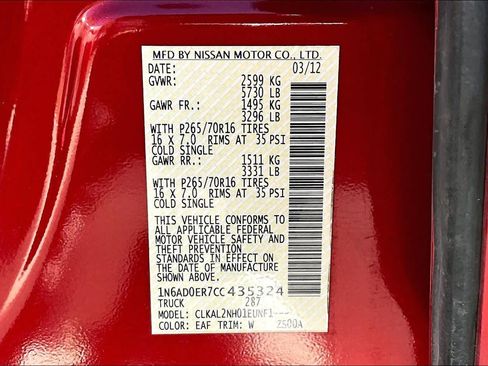 MFD BY NISSAN MOTOR CO., LTD.
DATE: 03/12
GVWR: 2599 KG
5730 LB
GAWR FR.: 1495 KG
3296 LB
WITH P265/70R16 TIRES
16 X 7.0 RIMS AT 35 PSI
COLD SINGLE
GAWR RR.: 1511 KG
3331 LB
WITH P265/70R16 TIRES
16 X 7.0 RIMS AT 35 PSI
COLD SINGLE
THIS VEHICLE CONFORMS TO
ALL APPLICABLE FEDERAL
MOTOR VEHICLE SAFETY AND
THEFT PREVENTION
STANDARDS IN EFFECT ON
THE DATE OF MANUFACTURE
SHOWN ABOVE.
1N6AD0ER7CC435324
TRUCK 287
MODEL:
COLOR: EAF TRIM: W